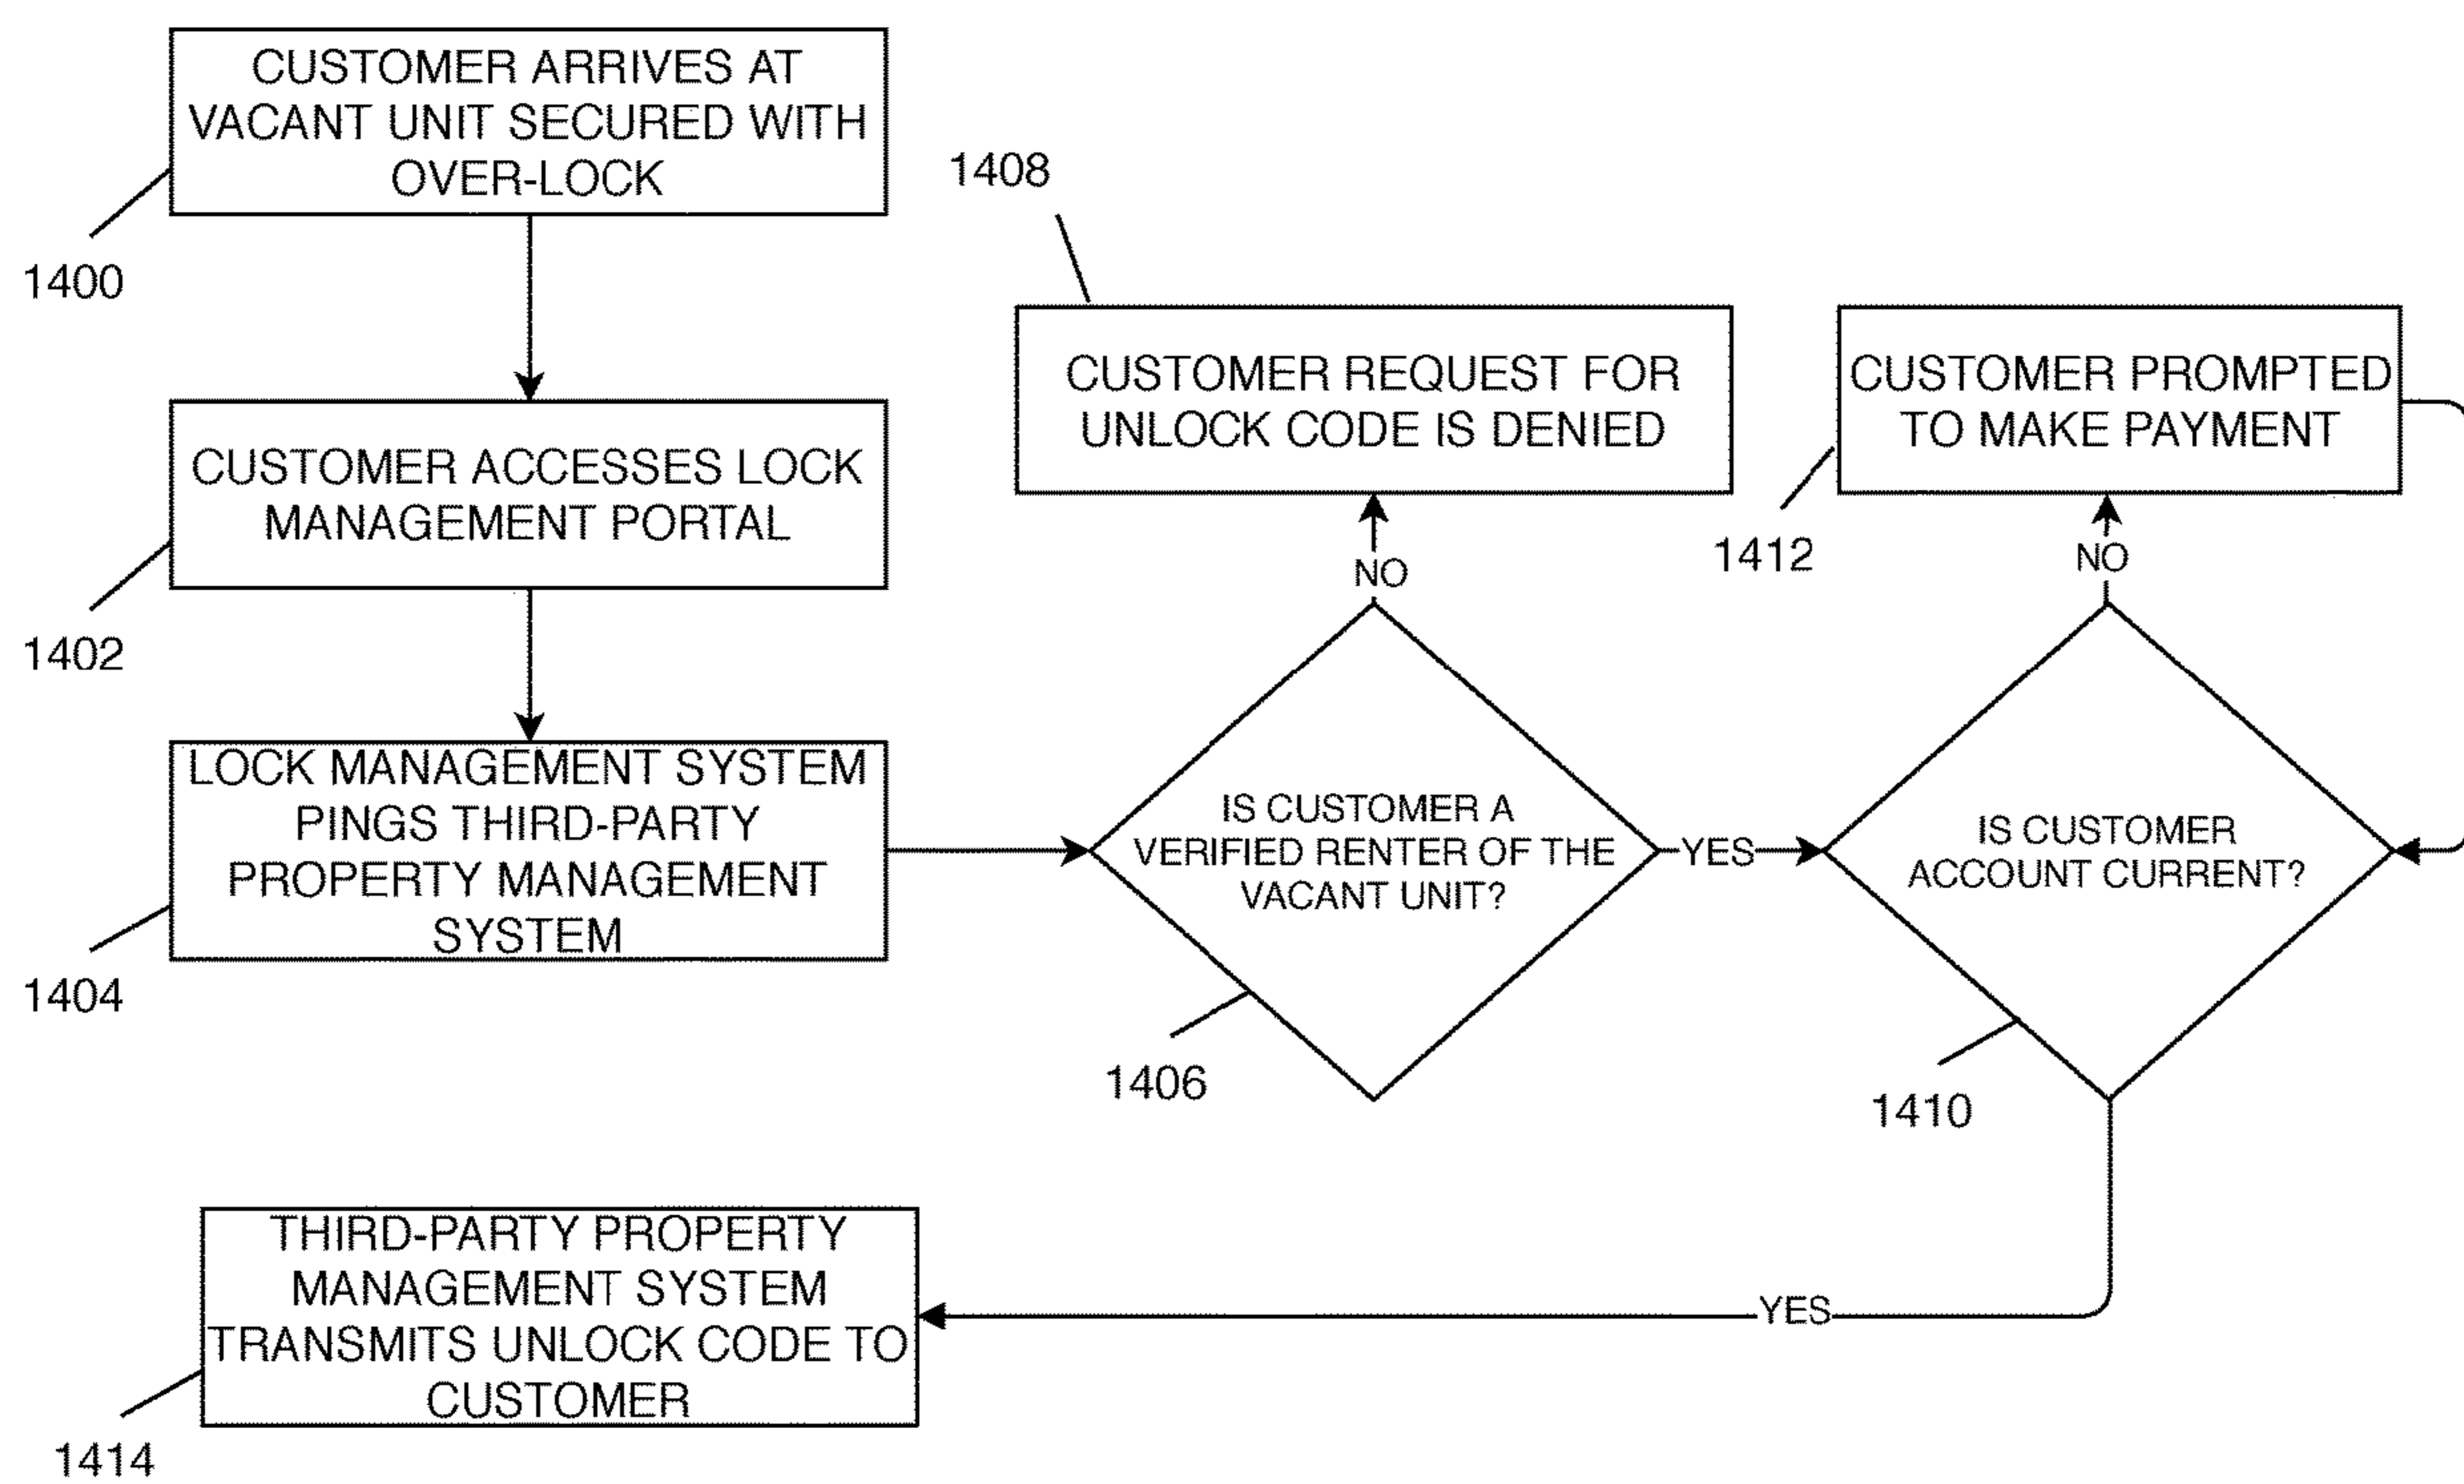 CUSTOMER ARRIVES AT
VACANT UNIT SECURED WITH
OVER-LOCK
1400
CUSTOMER ACCESSES LOCK
MANAGEMENT PORTAL
1402
LOCK MANAGEMENT SYSTEM
PINGS THIRD-PARTY
PROPERTY MANAGEMENT
SYSTEM
1404
IS CUSTOMER A
VERIFIED RENTER OF THE
VACANT UNIT?
1406
NO
1408
CUSTOMER REQUEST FOR
UNLOCK CODE IS DENIED
YES
IS CUSTOMER
ACCOUNT CURRENT?
1410
NO
CUSTOMER PROMPTED
TO MAKE PAYMENT
1412
YES
THIRD-PARTY PROPERTY
MANAGEMENT SYSTEM
TRANSMITS UNLOCK CODE TO
CUSTOMER
1414